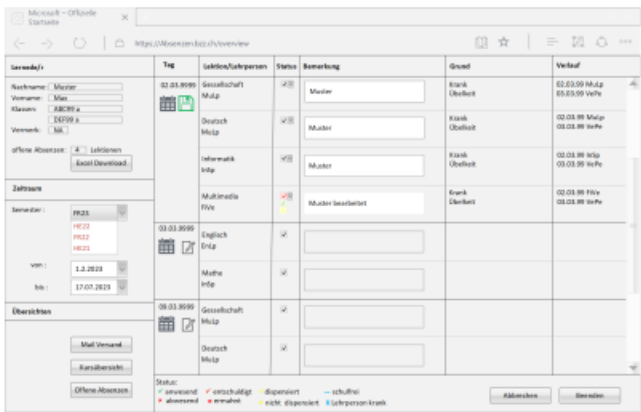 Microsoft – Offizielle
Startseite
https://Absenzen.bzz.ch/overview
Lernende/r
Nachname: Muster
Vorname: Max
Klassen: ABC99 a
DEF99 a
Vermerk: NA
offene Absenzen: 4 Lektionen
Excel Download
Zeitraum
Semester: FR23
HE22
FR22
HE21
von: 1.2.2023
bis: 17.07.2023
Übersichten
Mail Versand
Kursübersicht
Offene Absenzen
Tag Lektion/Lehrperson Status Bemerkung Grund Verlauf
02.03.9999 Gesellschaft
MuLp
Muster
Krank
Übelkeit
02.03.99 MuLp
03.03.99 VePe
Deutsch
MuLp
Muster
Krank
Übelkeit
02.03.99 MuLp
03.03.99 VePe
Informatik
InSp
Muster
Krank
Übelkeit
02.03.99 InSp
03.03.99 VePe
Multimedia
FiVe
Muster bearbeitet
Krank
Übelkeit
02.03.99 FiVe
03.03.99 VePe
03.03.9999 Englisch
EnLp
Mathe
InSp
09.03.9999 Gesellschaft
MuLp
Deutsch
MuLp
Status:
anwesend entschuldigt dispensiert schulfrei
abwesend ermahnt nicht dispensiert Lehrperson krank
Abbrechen Beenden